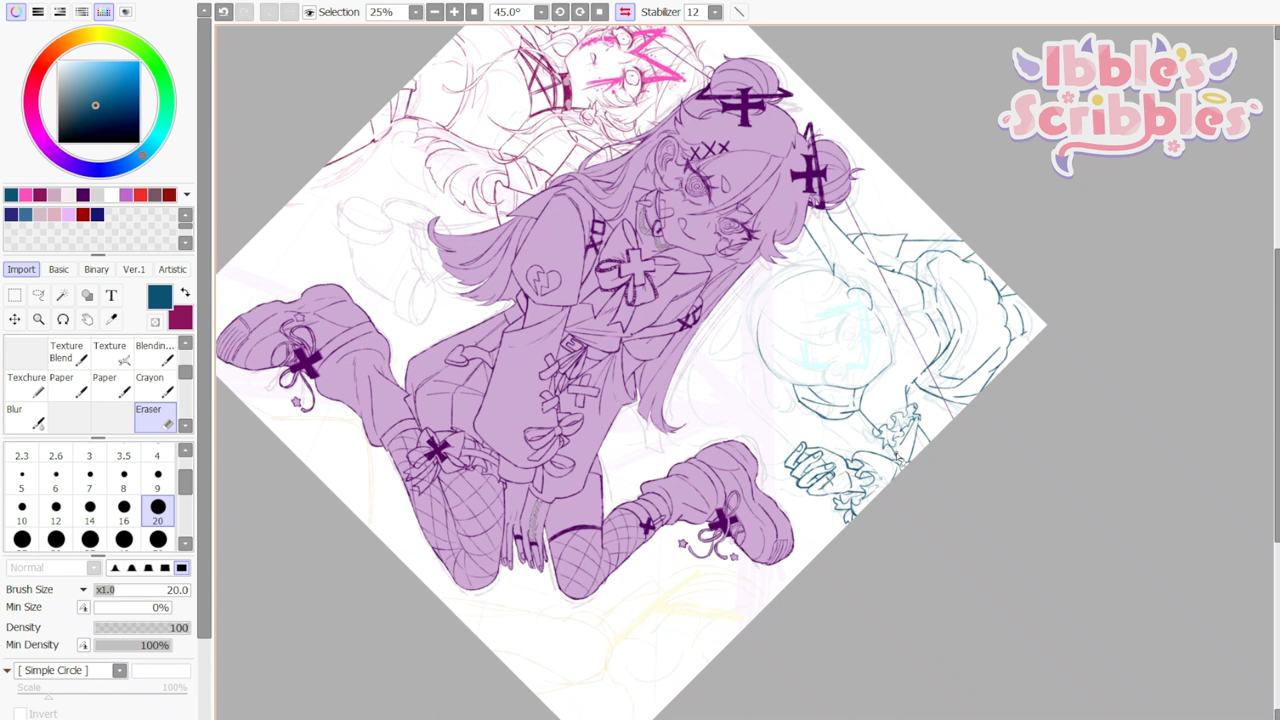 Selection 25% 45.0° Stabilizer 12
Ibble's
Scribbles
Import Basic Binary Ver.1 Artistic
T
Texture Blend Texture Blendin...
Texchure Paper Paper Crayon
Blur Eraser
2.3 2.6 3 3.5 4
5 6 7 8 9
10 12 14 16 20
Normal
Brush Size x1.0 20.0
Min Size 0%
Density 100
Min Density 100%
[ Simple Circle ]
Scale 100%
Invert
XXX